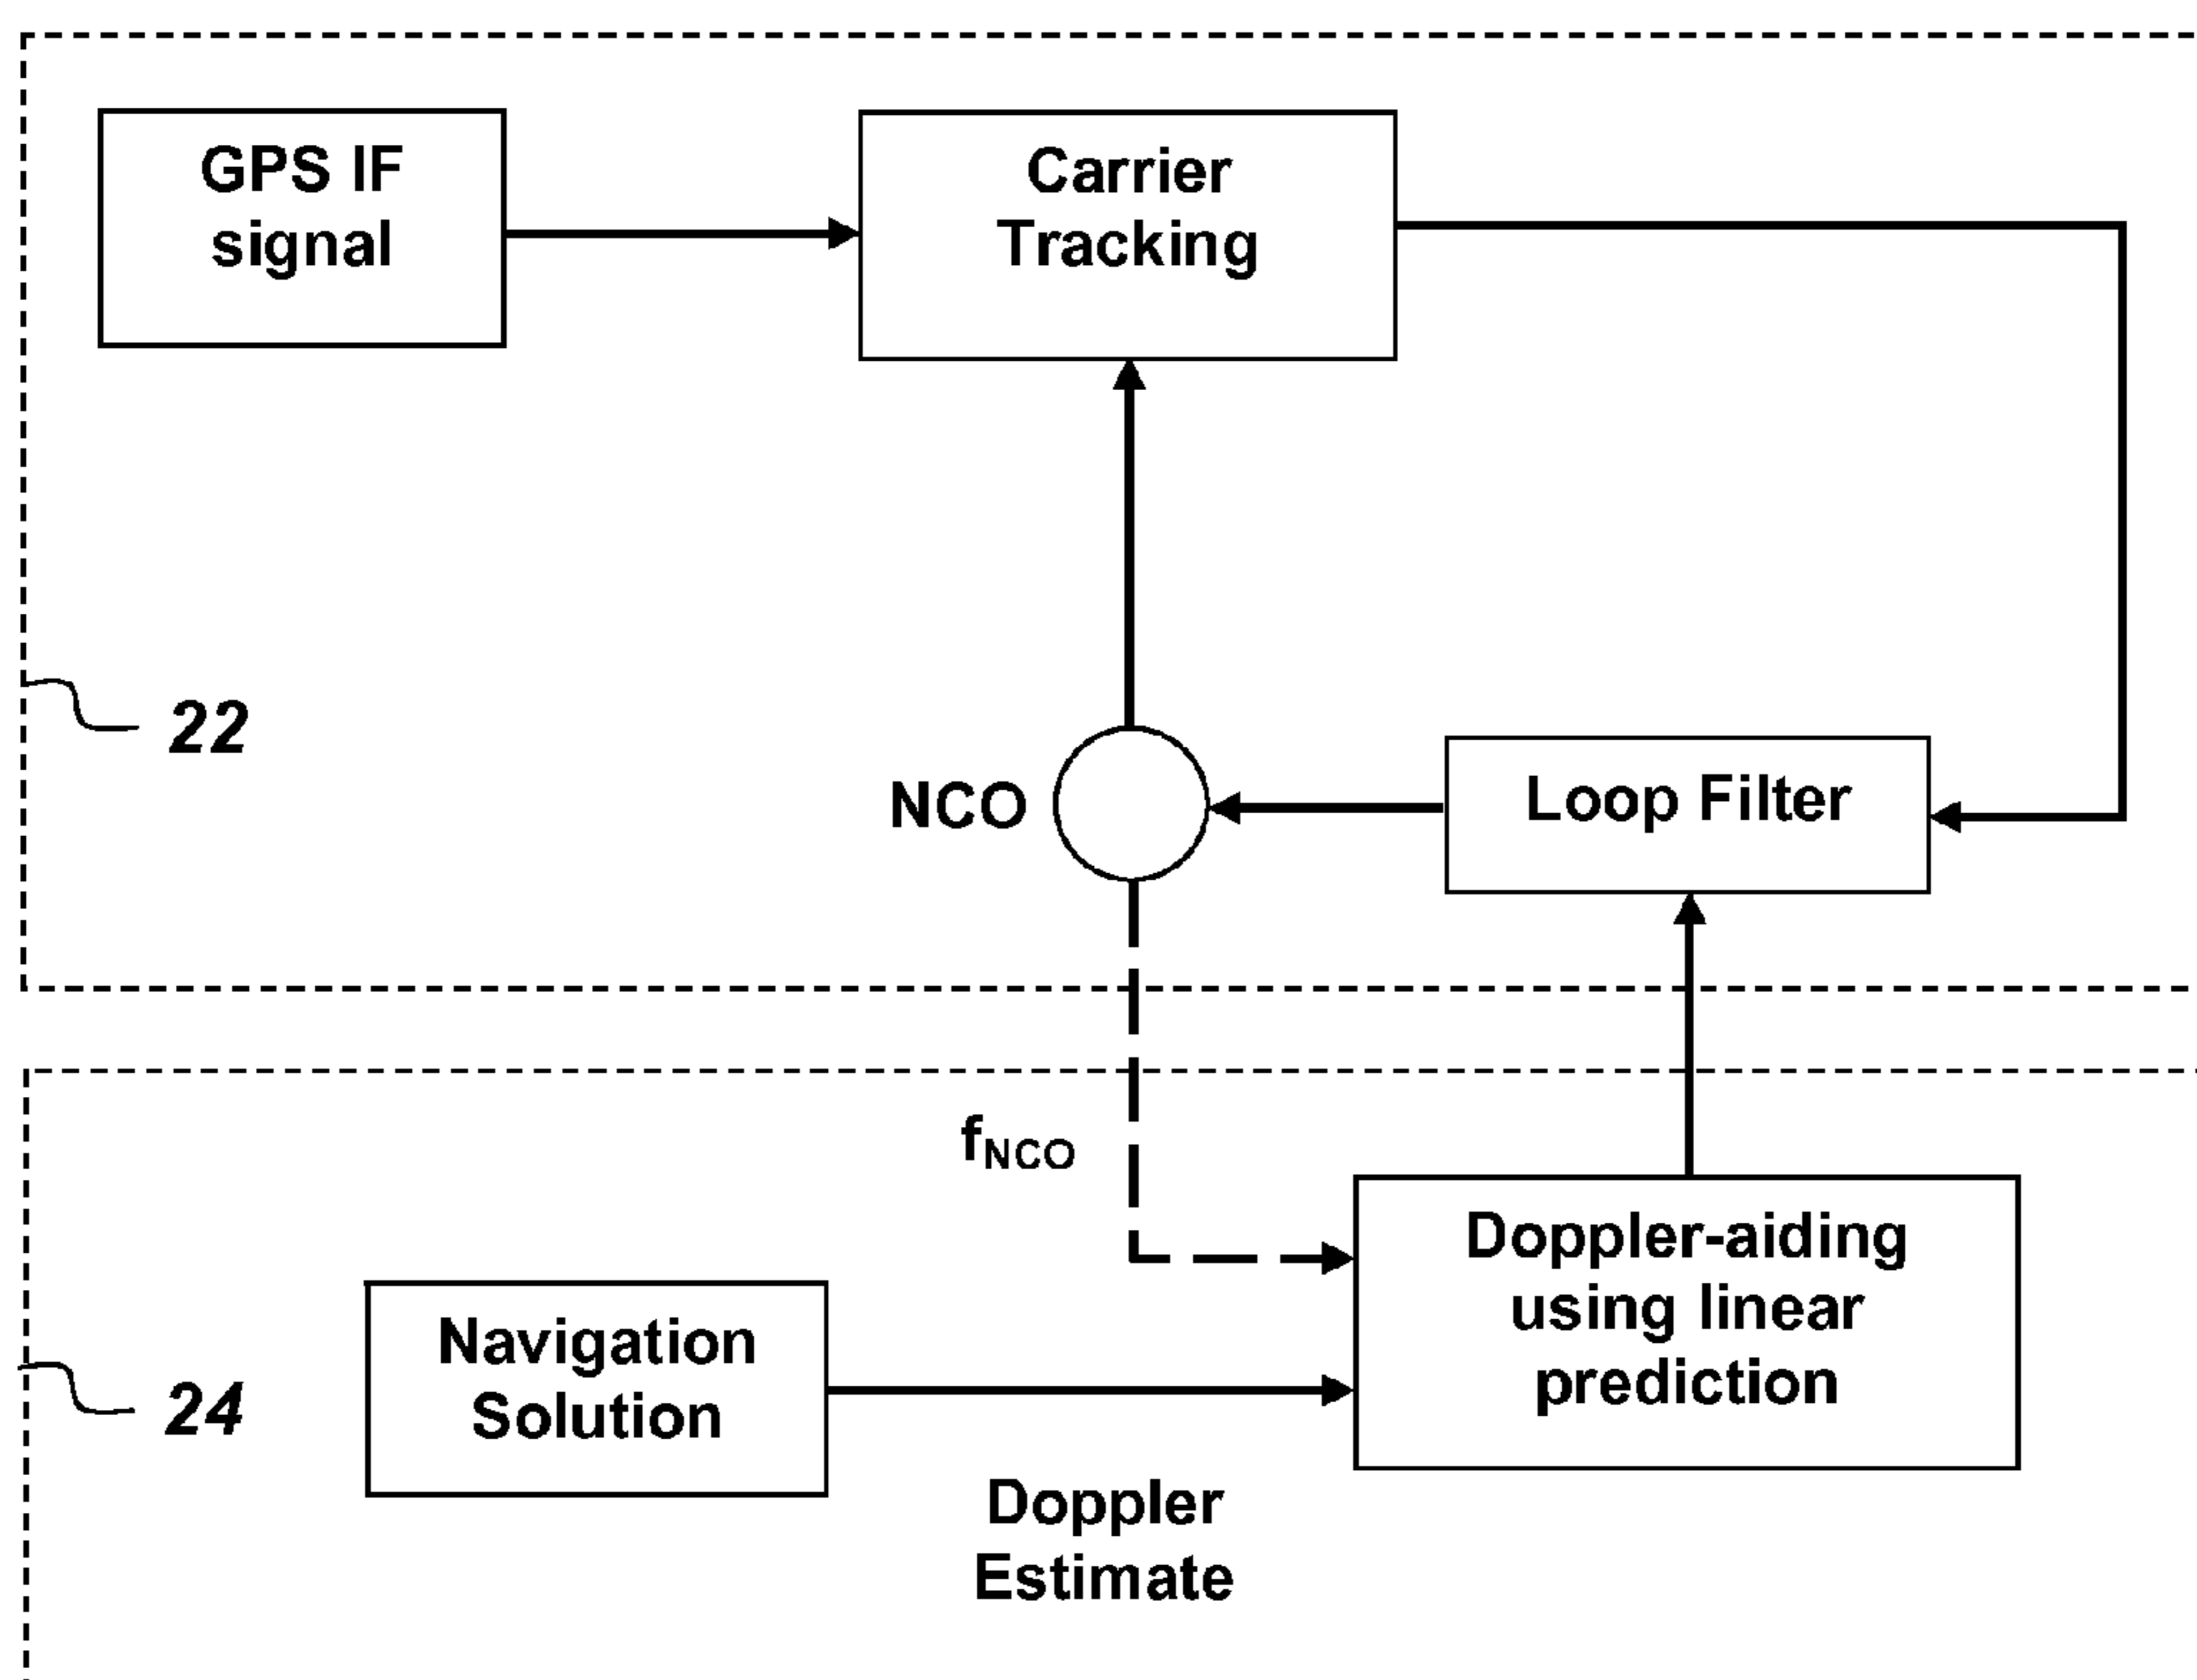 GPS IF
signal
Carrier
Tracking
22
NCO
Loop Filter
fNCO
Doppler-aiding
using linear
prediction
Navigation
Solution
24
Doppler
Estimate